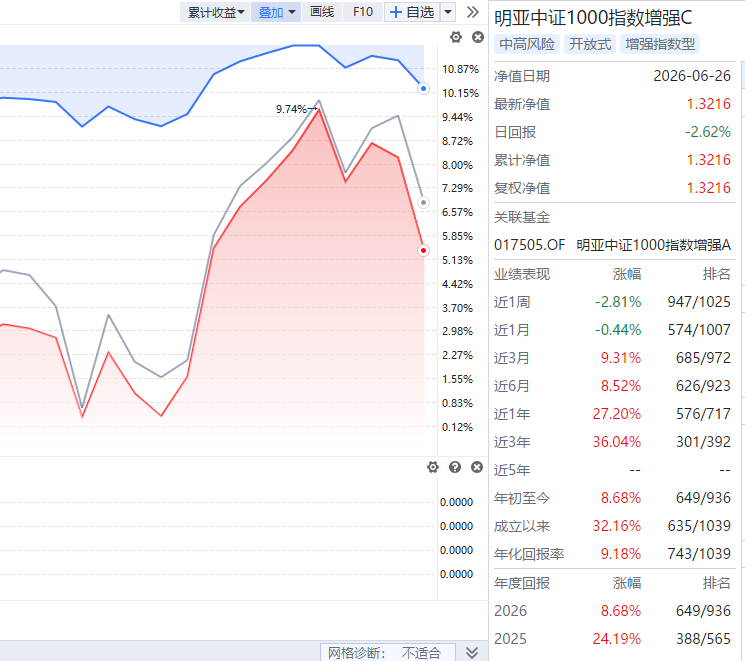 累计收益 叠加 画线 F10 自选
9.74%
10.87%
10.15%
9.44%
8.72%
8.00%
7.29%
6.57%
5.85%
5.13%
4.42%
3.70%
2.98%
2.27%
1.55%
0.83%
0.12%
0.0000
0.0000
0.0000
0.0000
网格诊断: 不适合
明亚中证1000指数增强C
中高风险 开放式 增强指数型
净值日期 2026-06-26
最新净值 1.3216
日回报 -2.62%
累计净值 1.3216
复权净值 1.3216
关联基金
017505.OF 明亚中证1000指数增强A
业绩表现 涨幅 排名
近1周 -2.81% 947/1025
近1月 -0.44% 574/1007
近3月 9.31% 685/972
近6月 8.52% 626/923
近1年 27.20% 576/717
近3年 36.04% 301/392
近5年 -- --
年初至今 8.68% 649/936
成立以来 32.16% 635/1039
年化回报率 9.18% 743/1039
年度回报 涨幅 排名
2026 8.68% 649/936
2025 24.19% 388/565